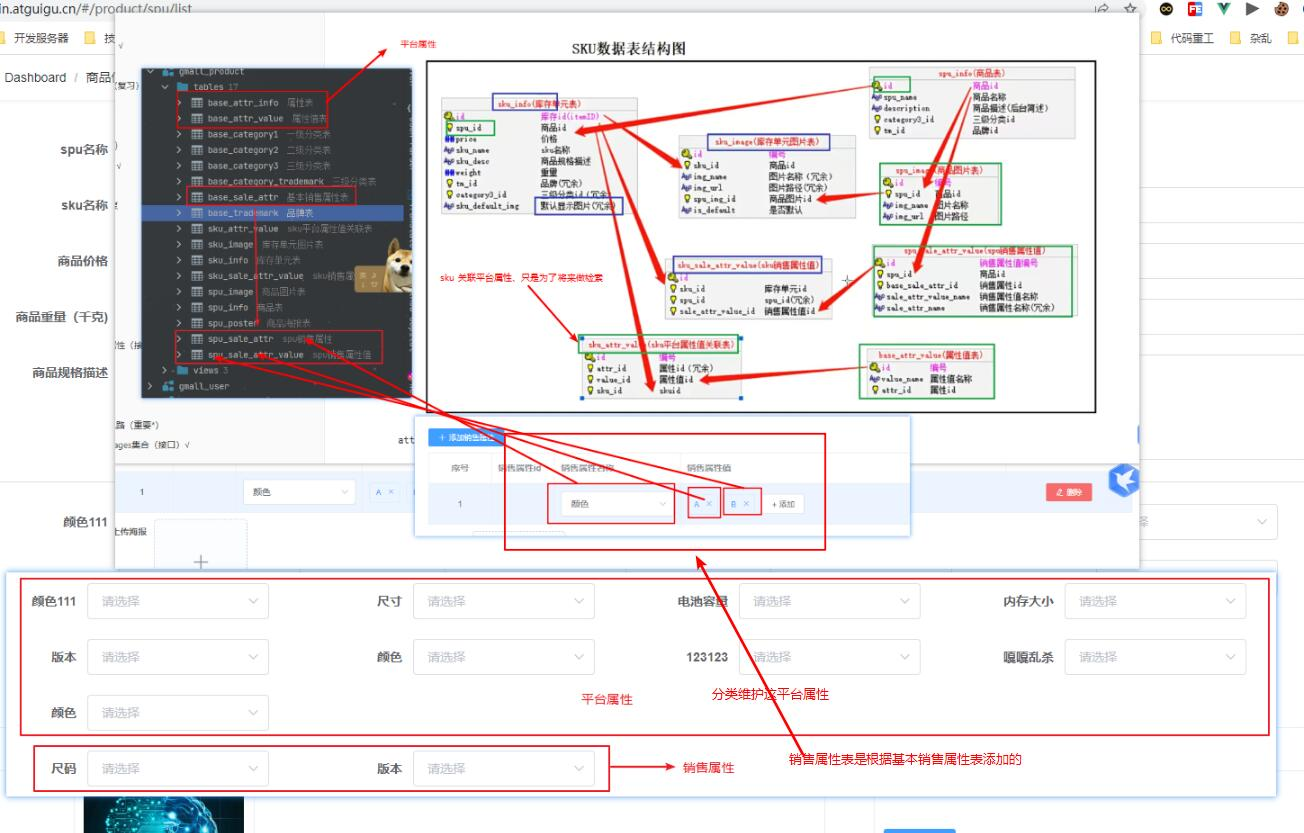 in.atguigu.cn/#/product/spu/list
开发服务器
代码重工
杂乱
Dashboard / 商品
平台属性
SKU数据表结构图
gmall_product
tables 17
base_attr_info 属性表
base_attr_value 属性值表
base_category1 一级分类表
base_category2 二级分类表
base_category3 三级分类表
base_category_trademark 三级分类表
base_sale_attr 基本销售属性表
base_trademark 品牌表
sku_attr_value sku平台属性值关联表
sku_image 库存单元图片表
sku_info 库存单元表
sku_sale_attr_value sku销售属
spu_image 商品图片表
spu_info 商品表
spu_poster 商品海报表
spu_sale_attr spu销售属性
spu_sale_attr_value spu销售属性值
views 3
gmall_user
spu名称
sku名称
商品价格
商品重量（千克)
商品规格描述
sku_info(库存单元表)
id 库存id(itemID)
spu_id 商品id
price 价格
sku_name sku名称
sku_desc 商品规格描述
weight 重量
tm_id 品牌(冗余)
category3_id 三级分类id(冗余)
sku_default_img 默认显示图片(冗余)
sku_image(库存单元图片表)
id 编号
sku_id 商品id
img_name 图片名称（冗余)
img_url 图片路径(冗余)
spu_img_id 商品图片id
is_default 是否默认
spu_info(商品表)
id 商品id
spu_name 商品名称
description 商品描述(后台简述)
category3_id 三级分类id
tm_id 品牌id
spu_image(商品图片表)
id 编号
spu_id 商品id
img_name 图片名称
img_url 图片路径
sku_sale_attr_value(sku销售属性值)
id
sku_id 库存单元id
spu_id spu_id(冗余)
sale_attr_value_id 销售属性值id
spu_sale_attr_value(spu销售属性值)
id 销售属性值编号
spu_id 商品id
base_sale_attr_id 销售属性id
sale_attr_value_name 销售属性值名称
sale_attr_name 销售属性名称(冗余)
sku 关联平台属性、只是为了将来做检索
sku_attr_value(sku平台属性值关联表)
id 编号
attr_id 属性id（冗余)
value_id 属性值id
sku_id skuid
base_attr_value(属性值表)
id 编号
value_name 属性值名称
attr_id 属性id
路（重要*）
ages集合（接口）√
att
+ 添加销售
序号 销售属性id 销售属性名称 销售属性值
1 颜色 A × B × + 添加
1 颜色 A × 删除
颜色111
上传海报
颜色111 请选择 尺寸 请选择 电池容量 请选择 内存大小 请选择
版本 请选择 颜色 请选择 123123 请选择 嘎嘎乱杀 请选择
颜色 请选择
平台属性
分类维护这平台属性
尺码 请选择 版本 请选择
销售属性
销售属性表是根据基本销售属性表添加的